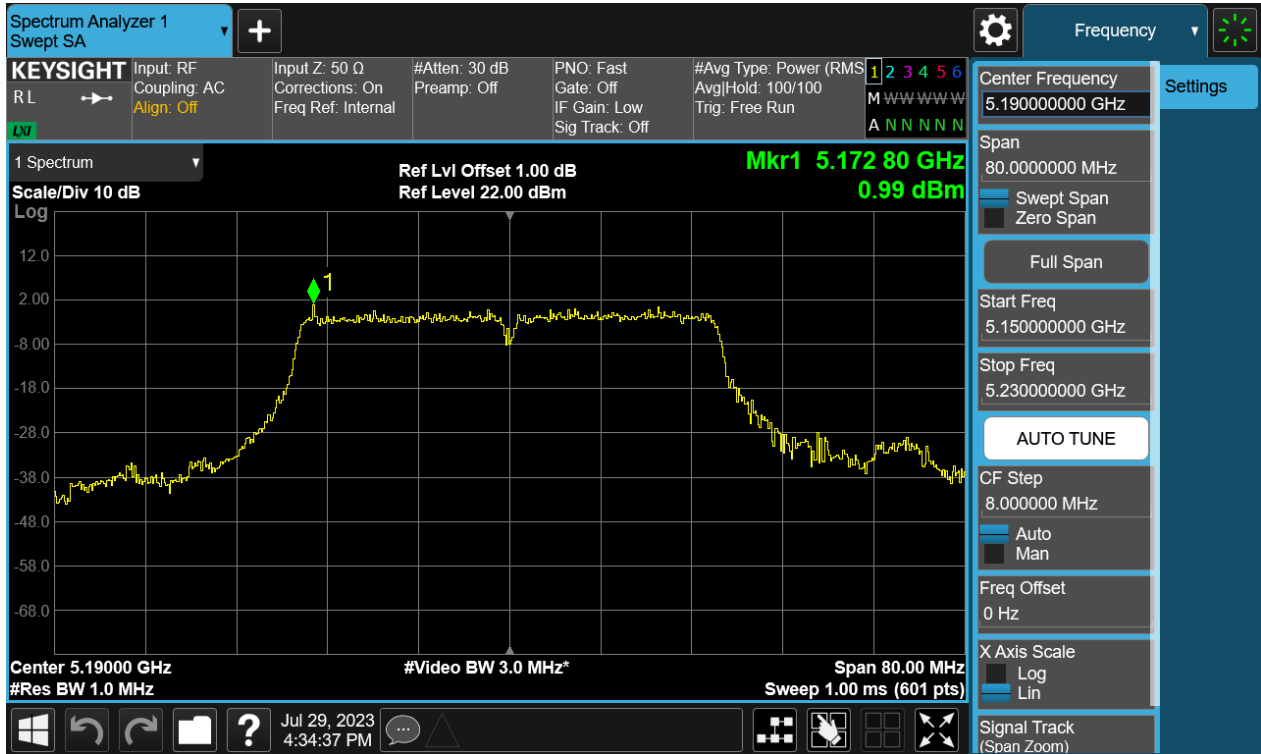 Spectrum Analyzer 1
Swept SA
+
Frequency
KEYSIGHT
R L
LXI
Input: RF
Coupling: AC
Align: Off
Input Z: 50 Ω
Corrections: On
Freq Ref: Internal
#Atten: 30 dB
Preamp: Off
PNO: Fast
Gate: Off
IF Gain: Low
Sig Track: Off
#Avg Type: Power (RMS
Avg|Hold: 100/100
Trig: Free Run
1 2 3 4 5 6
M W W W W W
A N N N N N
1 Spectrum
Scale/Div 10 dB
Ref Lvl Offset 1.00 dB
Ref Level 22.00 dBm
Mkr1 5.172 80 GHz
0.99 dBm
Log
1
12.0
2.00
-8.00
-18.0
-28.0
-38.0
-48.0
-58.0
-68.0
Center 5.19000 GHz
#Res BW 1.0 MHz
#Video BW 3.0 MHz*
Span 80.00 MHz
Sweep 1.00 ms (601 pts)
Center Frequency
5.190000000 GHz
Settings
Span
80.0000000 MHz
Swept Span
Zero Span
Full Span
Start Freq
5.150000000 GHz
Stop Freq
5.230000000 GHz
AUTO TUNE
CF Step
8.000000 MHz
Auto
Man
Freq Offset
0 Hz
X Axis Scale
Log
Lin
Signal Track
(Span Zoom)
?
Jul 29, 2023
4:34:37 PM